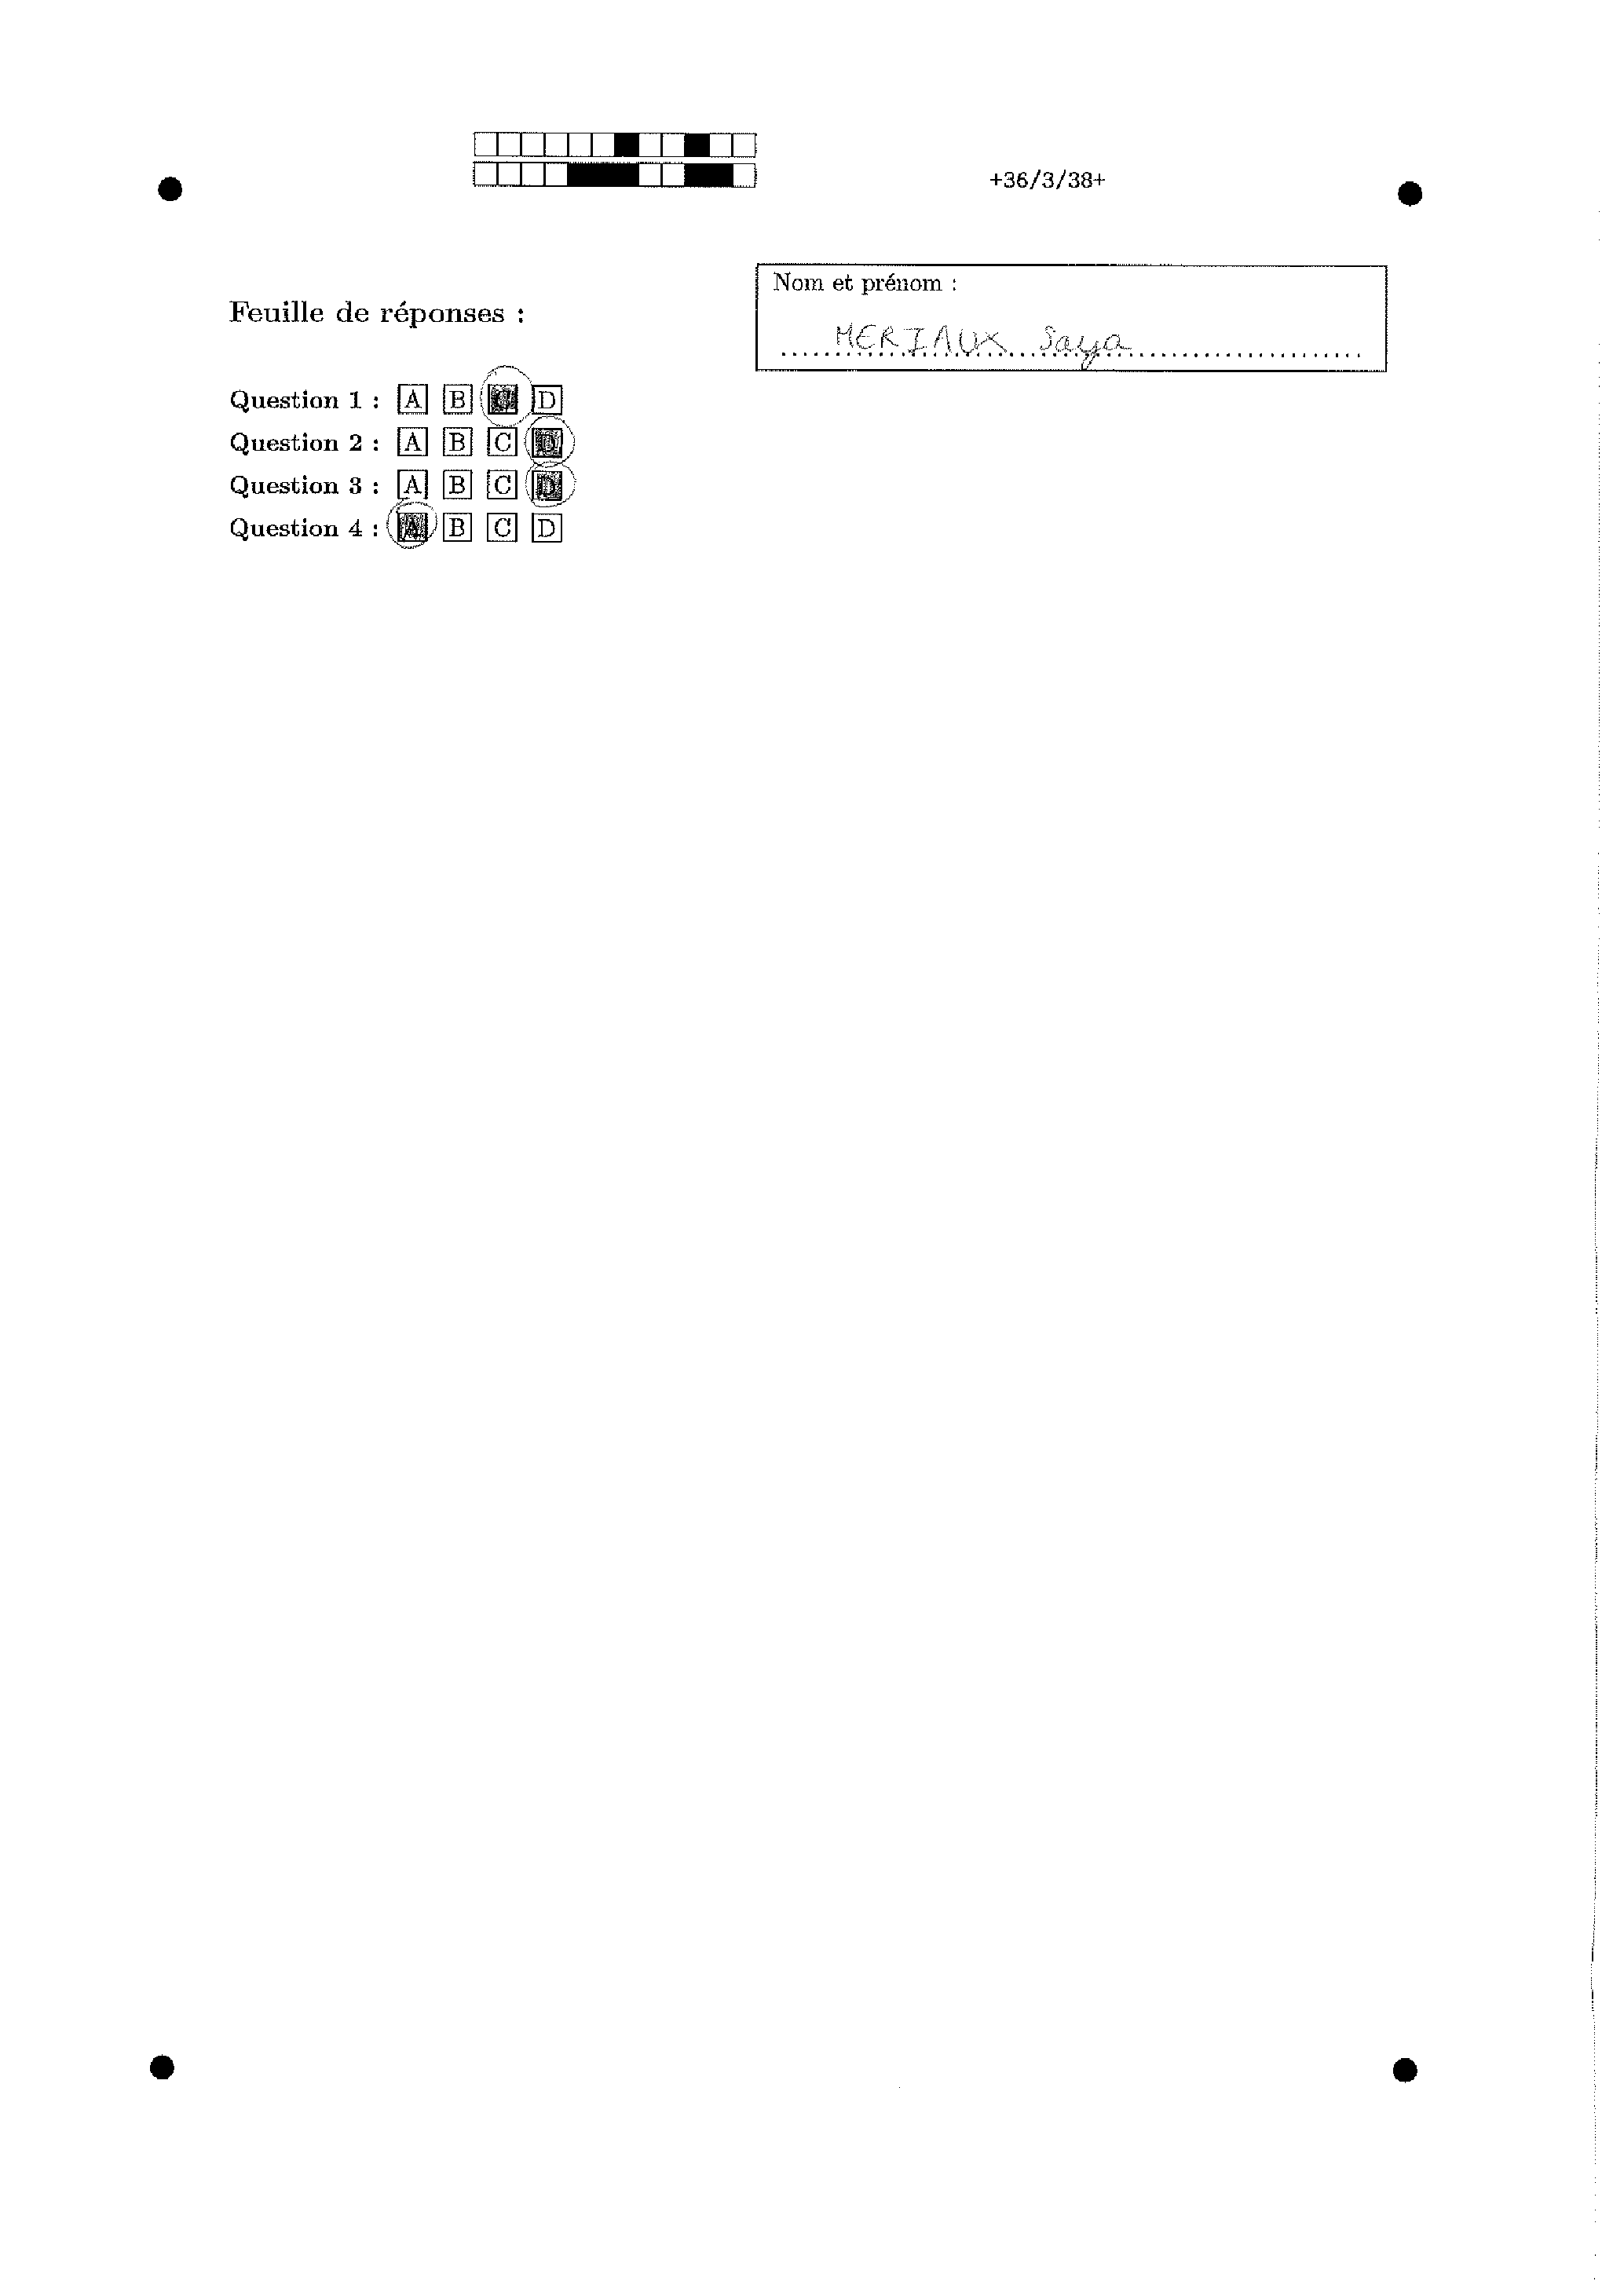 +36/3/38+
Nom et prénom :
MERIAUX Saya
Feuille de réponses :
Question 1 : A B C D
Question 2 : A B C D
Question 3 : A B C D
Question 4 : A B C D